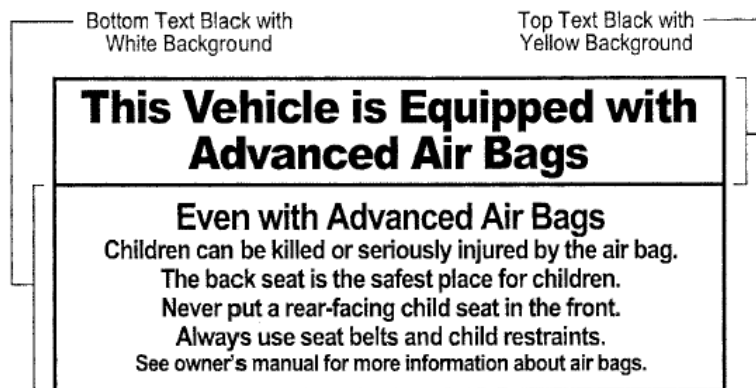 Bottom Text Black with
White Background
Top Text Black with
Yellow Background
This Vehicle is Equipped with
Advanced Air Bags
Even with Advanced Air Bags
Children can be killed or seriously injured by the air bag.
The back seat is the safest place for children.
Never put a rear-facing child seat in the front.
Always use seat belts and child restraints.
See owner's manual for more information about air bags.